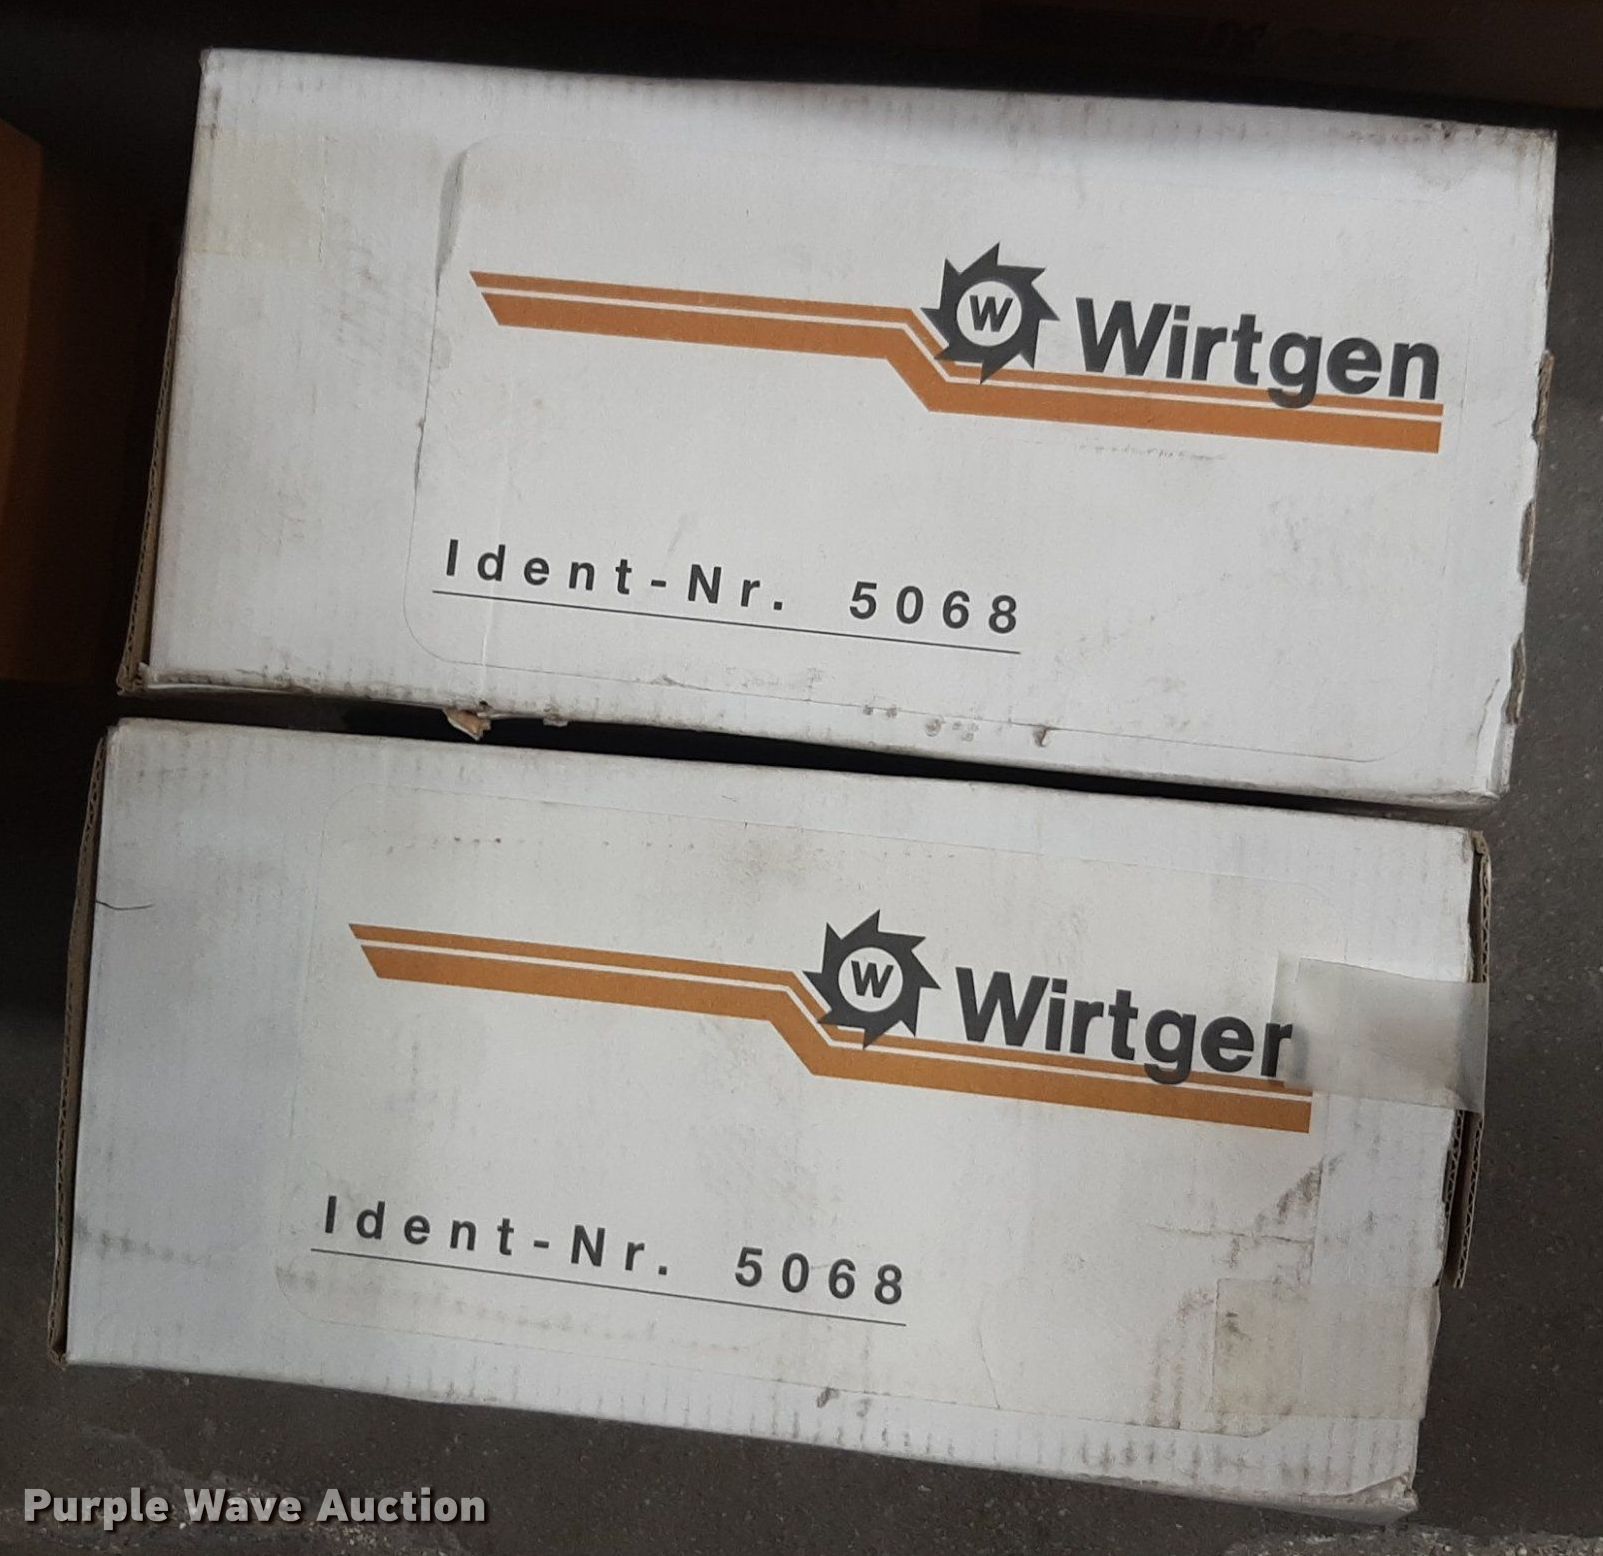 W Wirtgen
Ident-Nr. 5068
W Wirtgen
Ident-Nr. 5068
Purple Wave Auction